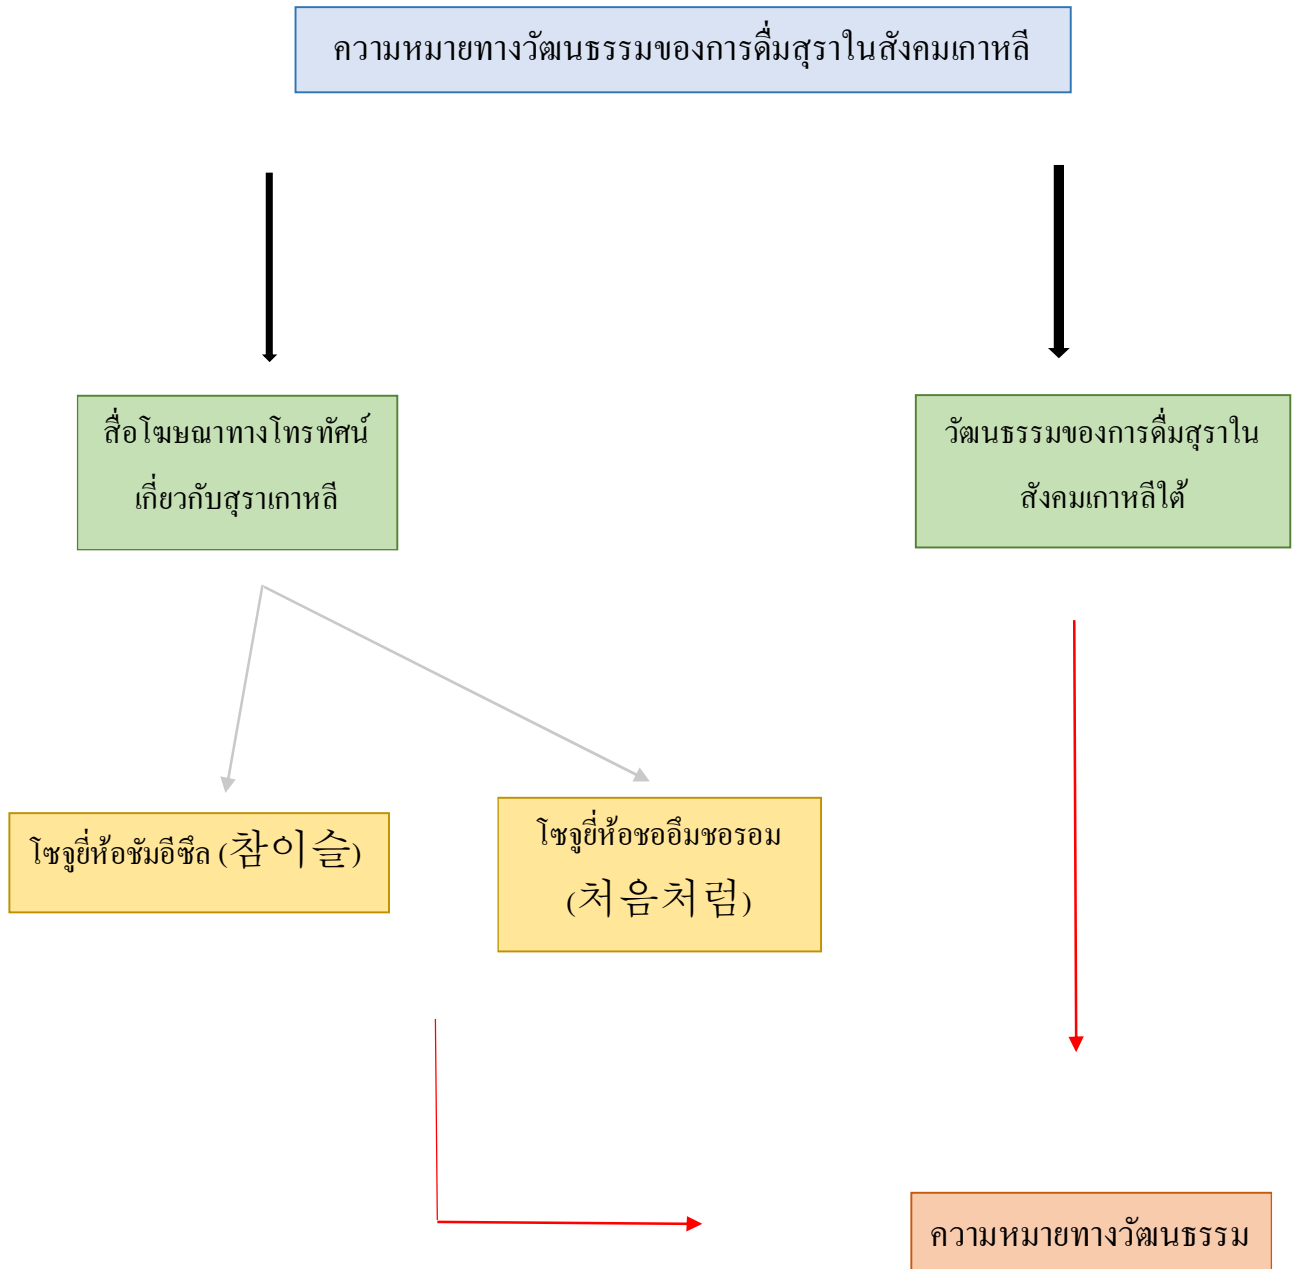 ความหมายทางวัฒนธรรมของการดื่มสุราในสังคมเกาหลี
สื่อโฆษณาทางโทรทัศน์
เกี่ยวกับสุราเกาหลี
วัฒนธรรมของการดื่มสุราใน
สังคมเกาหลีใต้
โซจูยี่ห้อชัมอีซึล (참이슬)
โซจูยี่ห้อชออึมชอรอม
(처음처럼)
ความหมายทางวัฒนธรรม